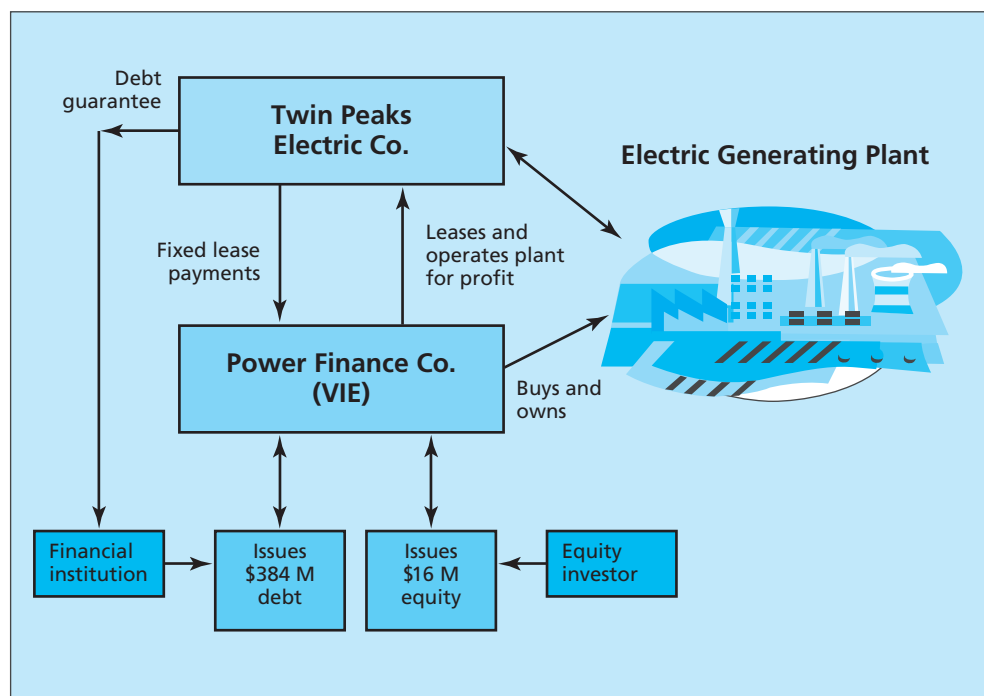 Debt
guarantee
Twin Peaks
Electric Co.
Electric Generating Plant
Fixed lease
payments
Leases and
operates plant
for profit
Power Finance Co.
(VIE)
Buys and
owns
Financial
institution
Issues
$384 M
debt
Issues
$16 M
equity
Equity
investor